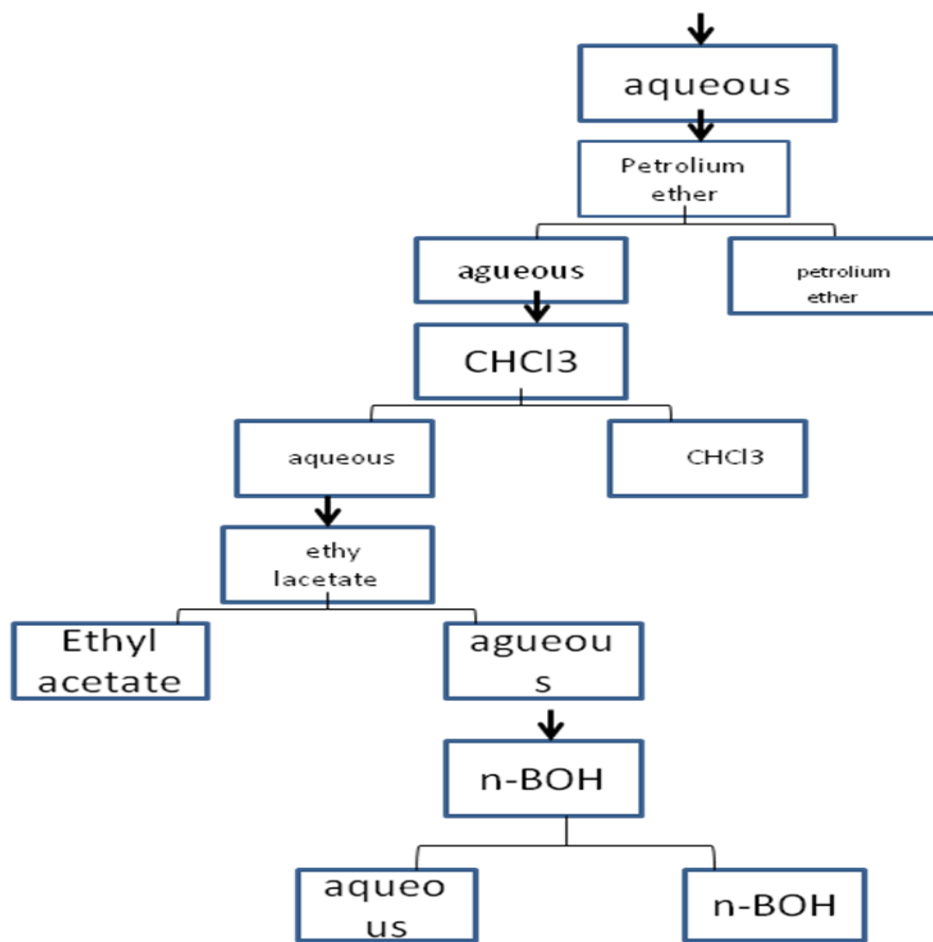 aqueous
Petrolium
ether
agueous
petrolium
ether
CHCl3
aqueous
CHCl3
ethy
lacetate
Ethyl
acetate
agueou
s
n-BOH
aqueo
us
n-BOH